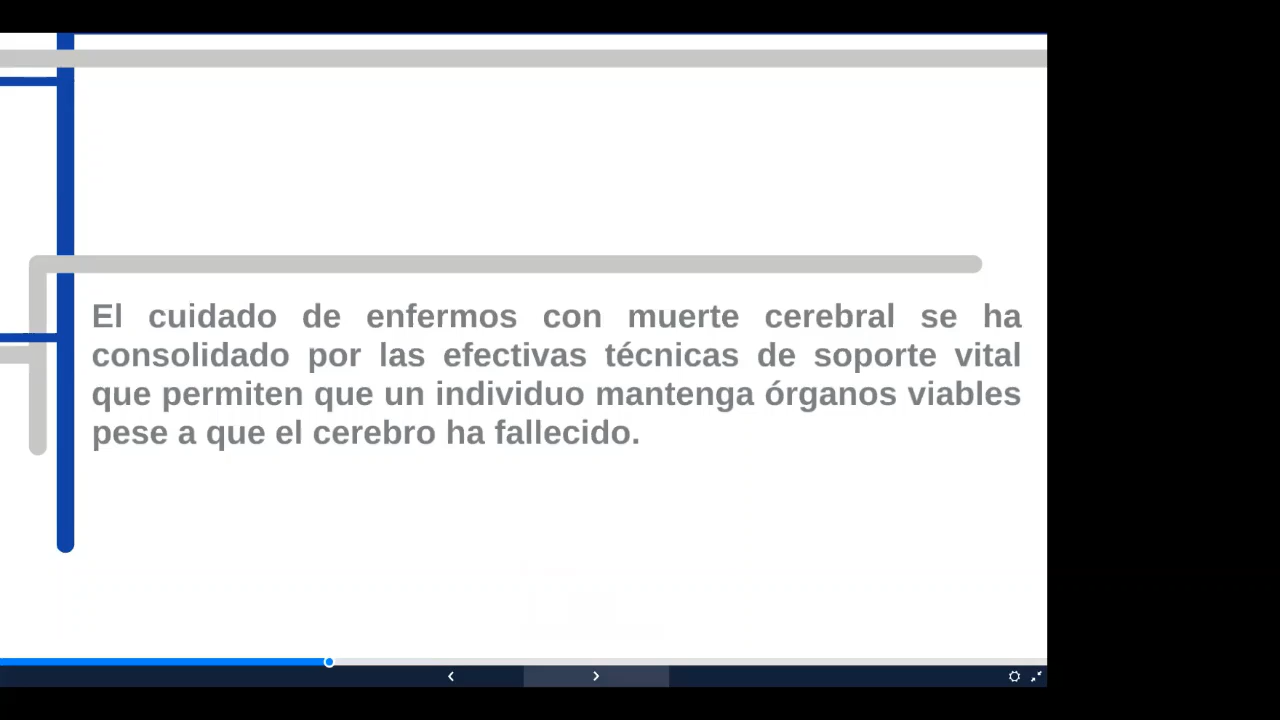 El cuidado de enfermos con muerte cerebral se ha
consolidado por las efectivas técnicas de soporte vital
que permiten que un individuo mantenga órganos viables
pese a que el cerebro ha fallecido.